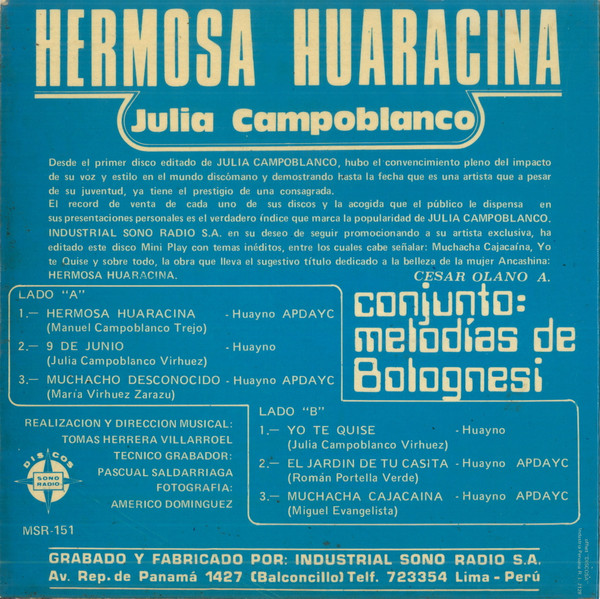 HERMOSA HUARACINA
Julia Campoblanco
Desde el primer disco editado de JULIA CAMPOBLANCO, hubo el convencimiento pleno del impacto
de su voz y estilo en el mundo discòmano y demostrando hasta la fecha que es una artista que a pesar
de su juventud, ya tiene el prestigio de una consagrada.
El record de venta de cada uno de sus discos y la acogida que el pùblico le dispensa en
sus presentaciones personales es el verdadero índice que marca la popularidad de JULIA CAMPOBLANCO,
INDUSTRIAL SONO RADIO S.A. en su deseo de seguir promocionando a su artista exclusiva, ha
editado este disco Mini Play con temas inéditos, entre los cuales cabe señalar: Muchacha Cajacaína, Yo
te Quise y sobre todo, la obra que lleva el sugestivo título dedicado a la belleza de la mujer Ancashina:
HERMOSA HUARACINA.
CESAR OLANO A.
LADO "A"
1.— HERMOSA HUARACINA - Huayno APDAYC
(Manuel Campoblanco Trejo)
2.— 9 DE JUNIO - Huayno
(Julia Campoblanco Virhuez)
3.— MUCHACHO DESCONOCIDO - Huayno APDAYC
(María Virhuez Zarazu)
conjunto:
melodías de
Bolognesi
REALIZACION Y DIRECCION MUSICAL:
TOMAS HERRERA VILLARROEL
TECNICO GRABADOR:
PASCUAL SALDARRIAGA
FOTOGRAFIA:
AMERICO DOMINGUEZ
DISCOS
SONO
RADIO
MSR-151
LADO "B"
1.— YO TE QUISE - Huayno
(Julia Campoblanco Virhuez)
2.— EL JARDIN DE TU CASITA - Huayno APDAYC
(Román Portella Verde)
3.— MUCHACHA CAJACAINA - Huayno APDAYC
(Miguel Evangelista)
GRABADO Y FABRICADO POR: INDUSTRIAL SONO RADIO S.A.
Av. Rep. de Panamá 1427 (Balconcillo) Telf. 723354 Lima - Perú